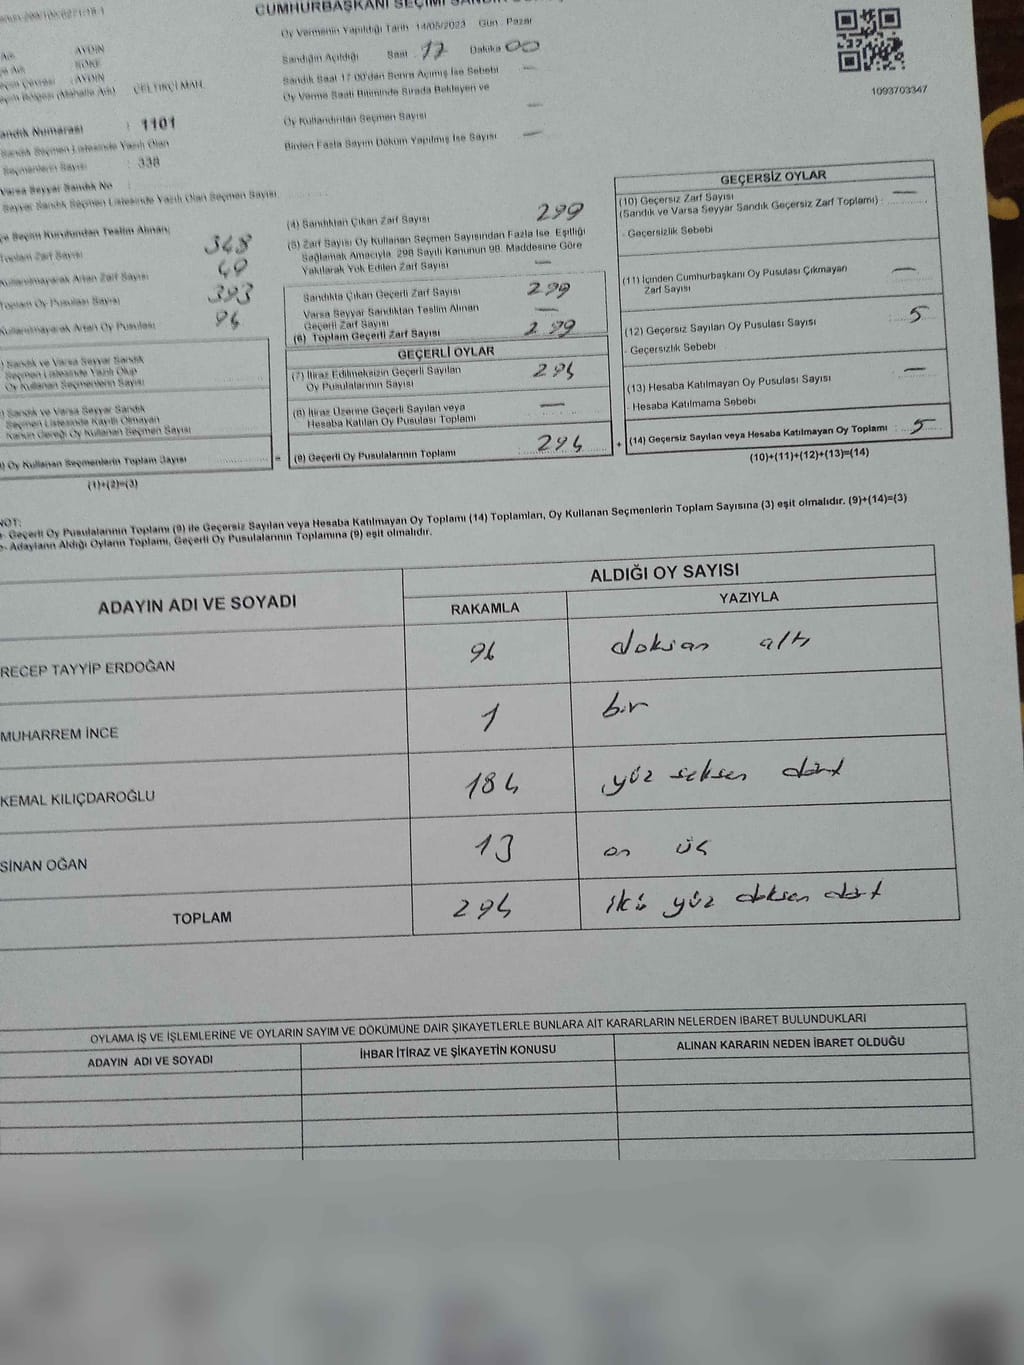 CUMHURBAŞKANI SEÇİMİ SANDIK
Oy Vermenin Yapıldığı Tarih 14/05/2023 Gün Pazar
Sandığın Açıldığı Saat 17 Dakika 00
Sandık Saat 17:00'dan Sonra Açımış İse Sebebi —
Oy Verme Saati Bitiminde Sırada Bekleyen ve
Oy Kullandırılan Seçmen Sayısı —
Birden Fazla Sayım Döküm Yapılmış İse Sayısı —
1093703347
AYDIN
SÖKE
AYDIN
ÇELTİKÇİ MAH.
Sandık Numarası : 1101
Sandık Seçmen Listesinde Yazılı Olan
Seçmenlerin Sayısı : 338
Varsa Seyyar Sandık No :
Seyyar Sandık Seçmen Listesinde Yazılı Olan Seçmen Sayısı
Seçim Kurulundan Teslim Alınan;
Toplam Zarf Sayısı 348
Kullanılmayarak Artan Zarf Sayısı 49
Toplam Oy Pusulası Sayısı 393
Kullanılmayarak Artan Oy Pusulası 94
Sandık ve Varsa Seyyar Sandık
Seçmen Listesinde Yazılı Olup
Oy Kullanan Seçmenlerin Sayısı
Sandık ve Varsa Seyyar Sandık
Seçmen Listesinde Kayıtlı Olmayan
Kanun Gereği Oy Kullanan Seçmen Sayısı
Oy Kullanan Seçmenlerin Toplam Sayısı =
(1)+(2)=(3)
(4) Sandıktan Çıkan Zarf Sayısı 299
(5) Zarf Sayısı Oy Kullanan Seçmen Sayısından Fazla İse, Eşitliği
Sağlamak Amacıyla, 298 Sayılı Kanunun 98. Maddesine Göre
Yakılarak Yok Edilen Zarf Sayısı —
Sandıkta Çıkan Geçerli Zarf Sayısı 299
Varsa Seyyar Sandıktan Teslim Alınan
Geçerli Zarf Sayısı —
(6) Toplam Geçerli Zarf Sayısı 299
GEÇERLİ OYLAR
(7) İtiraz Edilmeksizin Geçerli Sayılan
Oy Pusulalarının Sayısı 294
(8) İtiraz Üzerine Geçerli Sayılan veya
Hesaba Katılan Oy Pusulası Toplamı —
(9) Geçerli Oy Pusulalarının Toplamı : 294 +
GEÇERSİZ OYLAR
(10) Geçersiz Zarf Sayısı —
(Sandık ve Varsa Seyyar Sandık Geçersiz Zarf Toplamı) :
- Geçersizlik Sebebi
(11) İçinden Cumhurbaşkanı Oy Pusulası Çıkmayan
Zarf Sayısı —
(12) Geçersiz Sayılan Oy Pusulası Sayısı 5
- Geçersizlik Sebebi
(13) Hesaba Katılmayan Oy Pusulası Sayısı —
- Hesaba Katılmama Sebebi
(14) Geçersiz Sayılan veya Hesaba Katılmayan Oy Toplamı : 5
(10)+(11)+(12)+(13)=(14)
NOT:
- Geçerli Oy Pusulalarının Toplamı (9) ile Geçersiz Sayılan veya Hesaba Katılmayan Oy Toplamı (14) Toplamları, Oy Kullanan Seçmenlerin Toplam Sayısına (3) eşit olmalıdır. (9)+(14)=(3)
- Adayların Aldığı Oyların Toplamı, Geçerli Oy Pusulalarının Toplamına (9) eşit olmalıdır.
ADAYIN ADI VE SOYADI
ALDIĞI OY SAYISI
RAKAMLA YAZIYLA
RECEP TAYYİP ERDOĞAN 96 doksan altı
MUHARREM İNCE 1 bir
KEMAL KILIÇDAROĞLU 184 yüz seksen dört
SİNAN OĞAN 13 on üç
TOPLAM 294 iki yüz doksan dört
OYLAMA İŞ VE İŞLEMLERİNE VE OYLARIN SAYIM VE DÖKÜMÜNE DAİR ŞİKAYETLERLE BUNLARA AİT KARARLARIN NELERDEN İBARET BULUNDUKLARI
ADAYIN ADI VE SOYADI İHBAR İTİRAZ VE ŞİKAYETİN KONUSU ALINAN KARARIN NEDEN İBARET OLDUĞU